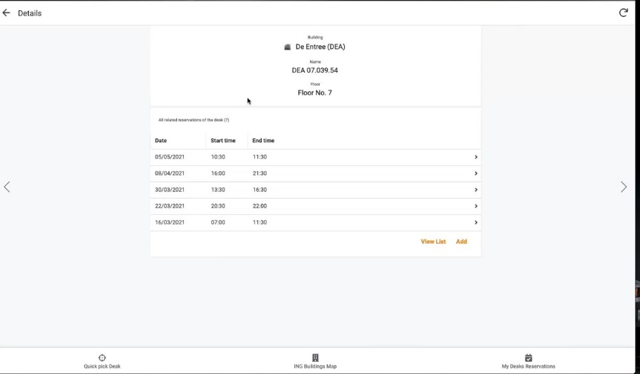 Details
Building
De Entree (DEA)
Name
DEA 07.039.54
Floor
Floor No. 7
All related reservations of the desk (7)
Date Start time End time
05/05/2021 10:30 11:30
08/04/2021 16:00 21:30
30/03/2021 13:30 16:30
22/03/2021 20:30 22:00
16/03/2021 07:00 11:30
View List Add
Quick pick Desk ING Buildings Map My Desks Reservations